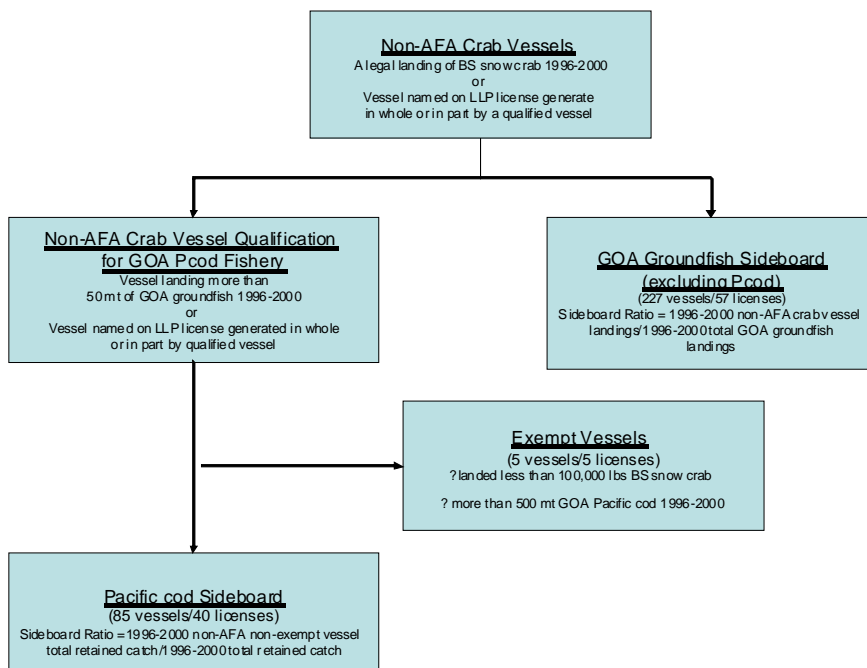 Non-AFA Crab Vessels
A legal landing of BS snow crab 1996-2000
or
Vessel named on LLP license generate
in whole or in part by a qualified vessel
Non-AFA Crab Vessel Qualification
for GOA Pcod Fishery
Vessel landing more than
50 mt of GOA groundfish 1996-2000
or
Vessel named on LLP license generated in whole
or in part by qualified vessel
GOA Groundfish Sideboard
(excluding Pcod)
(227 vessels/57 licenses)
Sideboard Ratio = 1996-2000 non-AFA crab vessel
landings/1996-2000 total GOA groundfish
landings
Exempt Vessels
(5 vessels/5 licenses)
? landed less than 100,000 lbs BS snow crab
? more than 500 mt GOA Pacific cod 1996-2000
Pacific cod Sideboard
(85 vessels/40 licenses)
Sideboard Ratio = 1996-2000 non-AFA non-exempt vessel
total retained catch/1996-2000 total retained catch